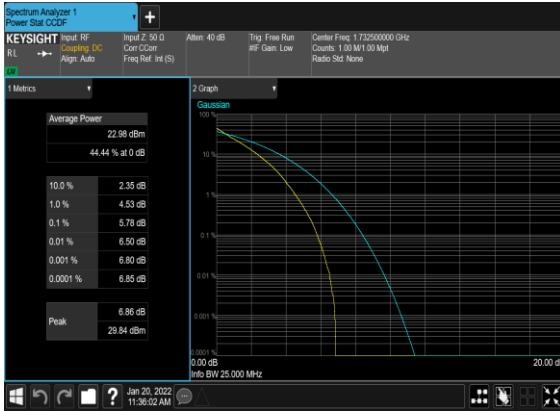 Spectrum Analyzer 1
Power Stat CCDF
KEYSIGHT
RL
Input: RF
Coupling: DC
Align: Auto
Input Z: 50 Ω
Corr CCorr
Freq Ref: Int (S)
Atten: 40 dB
Trig: Free Run
#IF Gain: Low
Center Freq: 1.732500000 GHz
Counts: 1.00 M/1.00 Mpt
Radio Std: None
1 Metrics
Average Power
22.98 dBm
44.44 % at 0 dB
10.0 % 2.35 dB
1.0 % 4.53 dB
0.1 % 5.78 dB
0.01 % 6.50 dB
0.001 % 6.80 dB
0.0001 % 6.85 dB
Peak
6.86 dB
29.84 dBm
2 Graph
Gaussian
100 %
10 %
1 %
0.1 %
0.01 %
0.001 %
0.0001 %
0.00 dB
20.00 d
Info BW 25.000 MHz
?
Jan 20, 2022
11:36:02 AM